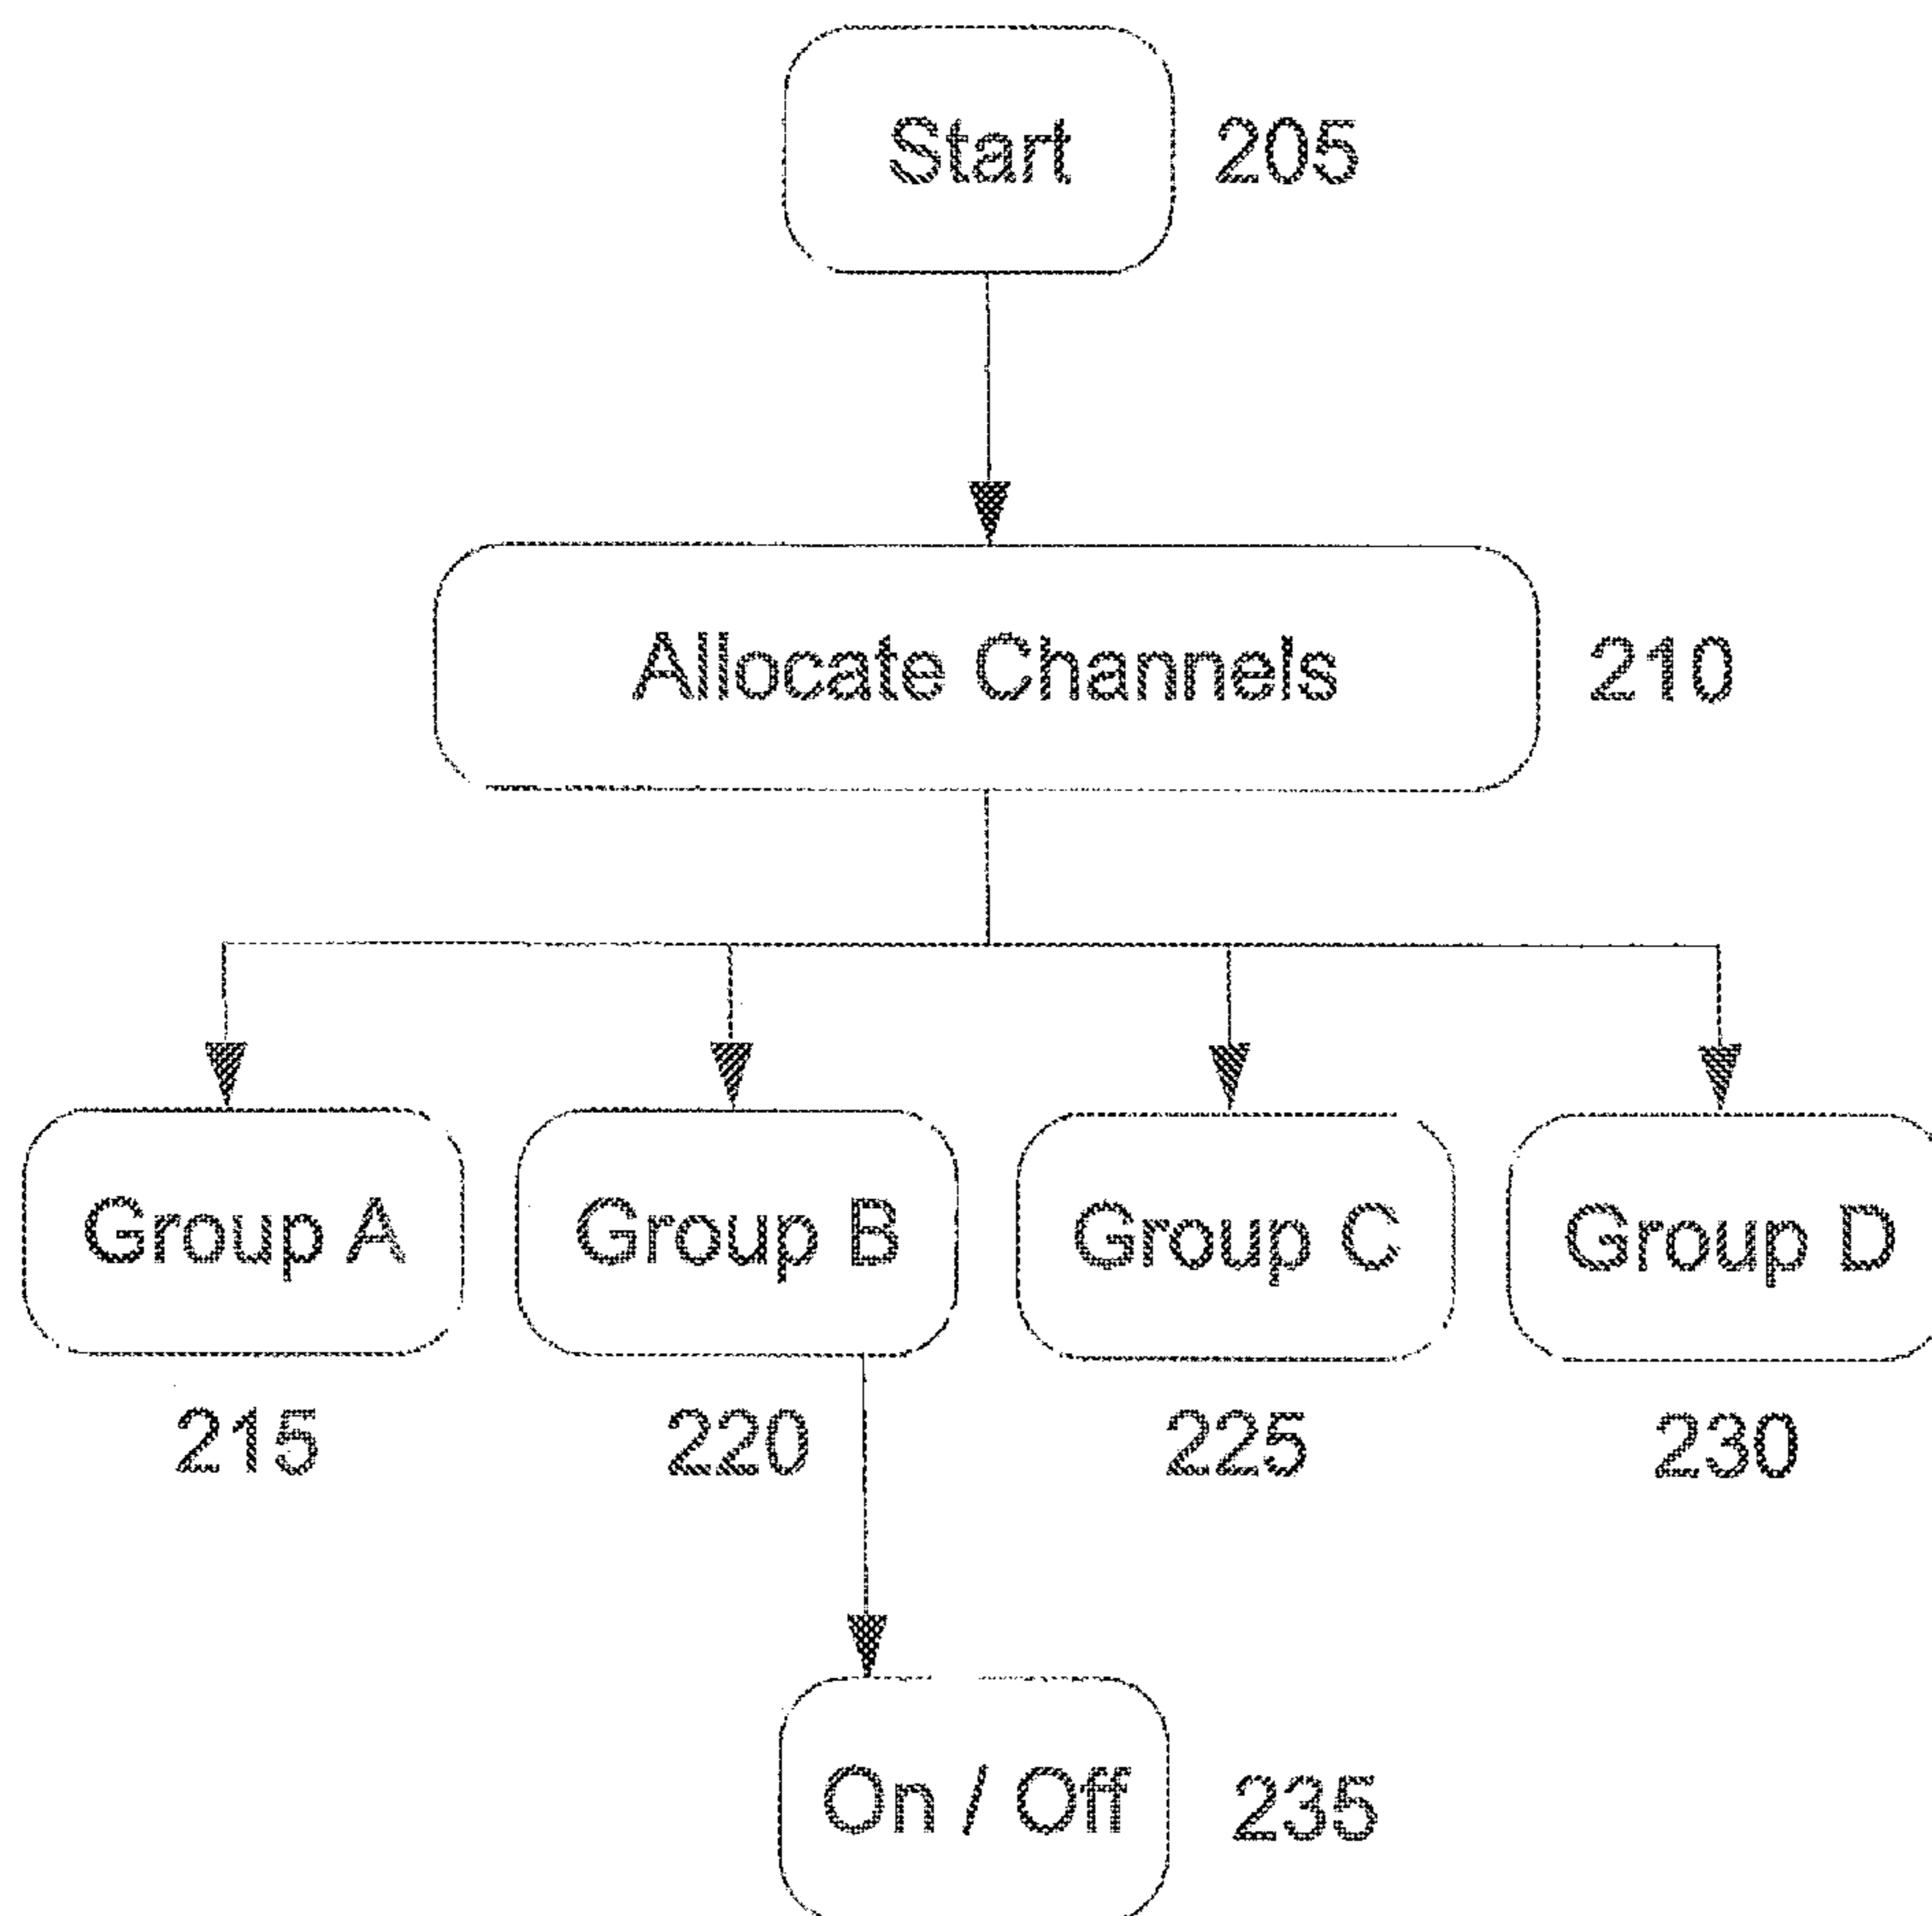 Start 205
Allocate Channels 210
Group A Group B Group C Group D
215 220 225 230
On / Off 235